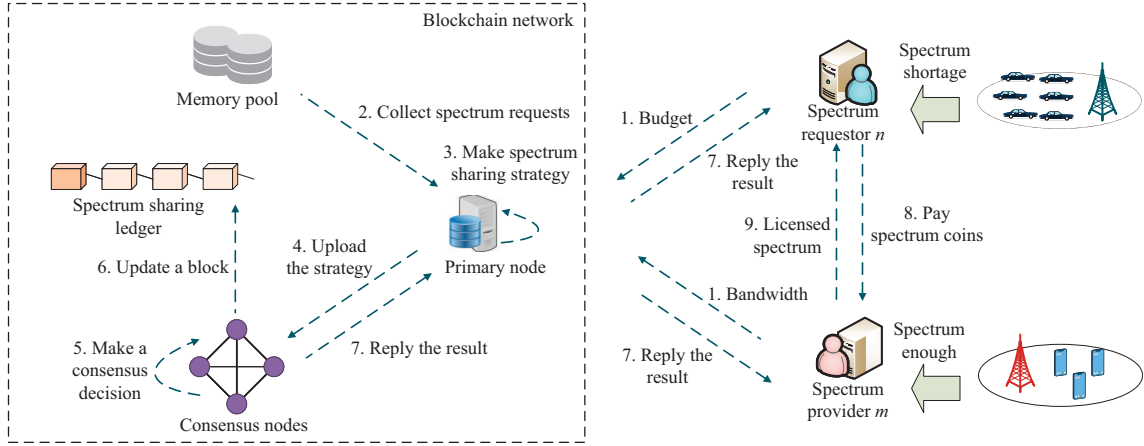 Blockchain network
Memory pool
2. Collect spectrum requests
3. Make spectrum
sharing strategy
Spectrum sharing
ledger
4. Upload
the strategy
Primary node
6. Update a block
5. Make a
consensus
decision
7. Reply the result
Consensus nodes
1. Budget
7. Reply the
result
Spectrum
requestor n
Spectrum
shortage
9. Licensed
spectrum
8. Pay
spectrum coins
1. Bandwidth
7. Reply the
result
Spectrum
provider m
Spectrum
enough